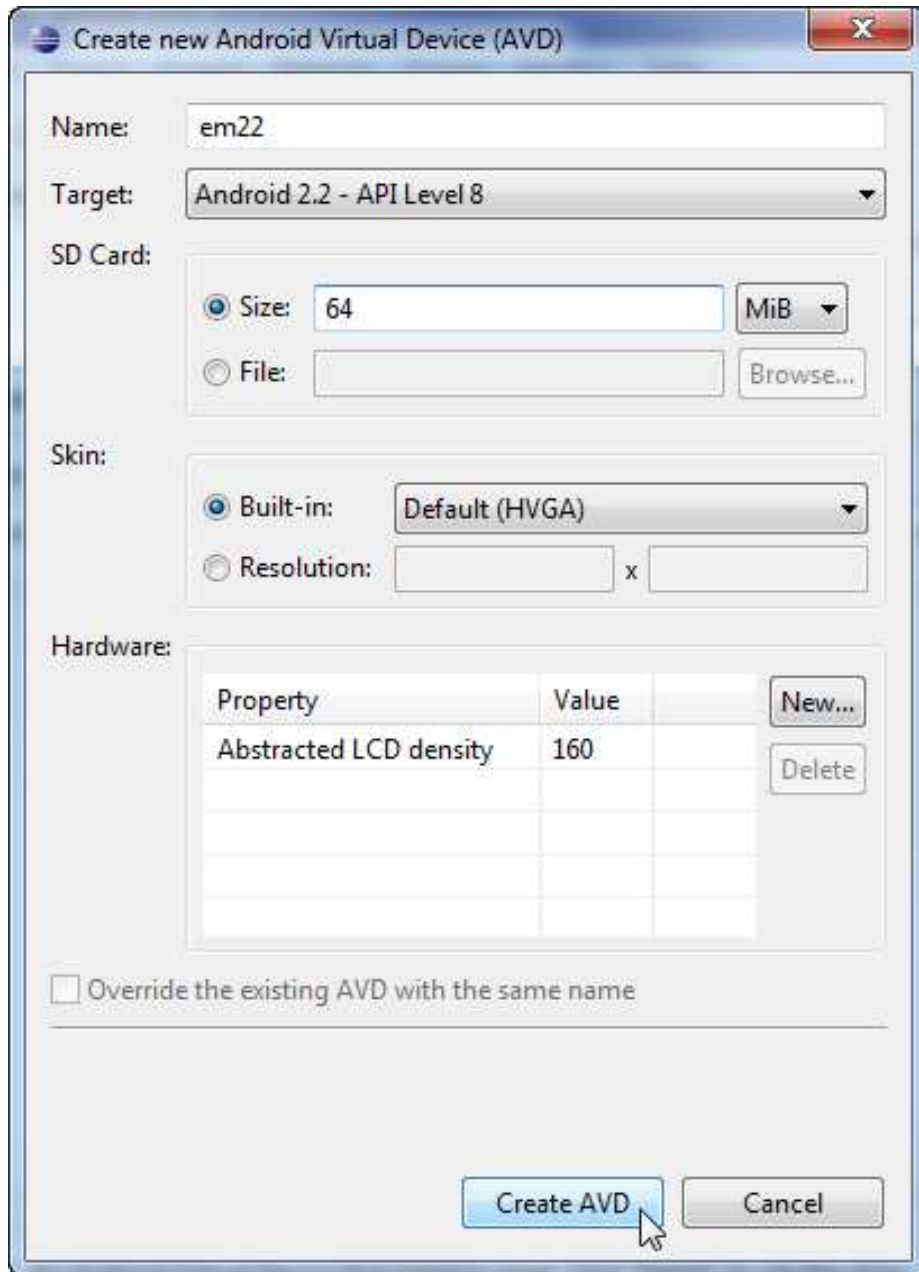 Create new Android Virtual Device (AVD)
Name: em22
Target: Android 2.2 - API Level 8
SD Card:
Size: 64 MiB
File: Browse...
Skin:
Built-in: Default (HVGA)
Resolution: x
Hardware:
Property Value New...
Abstracted LCD density 160
Delete
Override the existing AVD with the same name
Create AVD Cancel